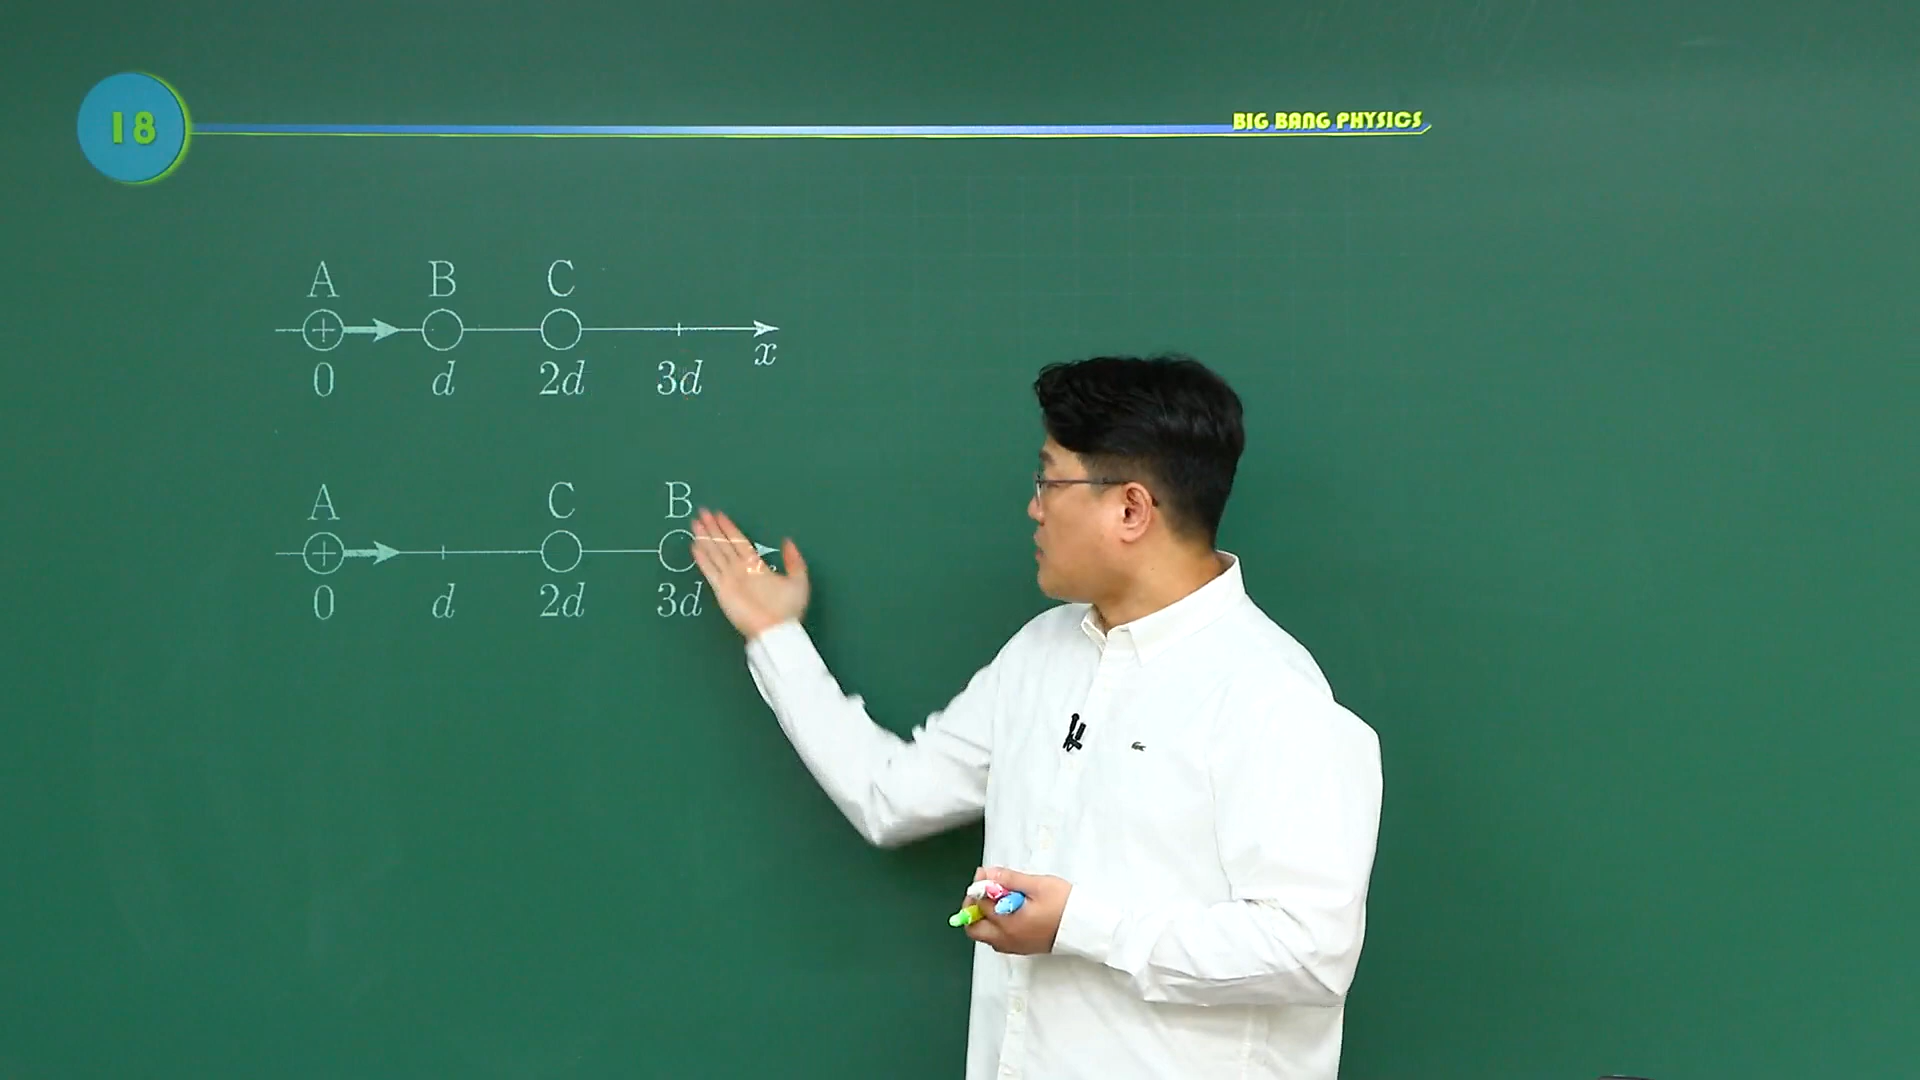 18
BIG BANG PHYSICS
A B C
0 d 2d 3d x
A C B
0 d 2d 3d